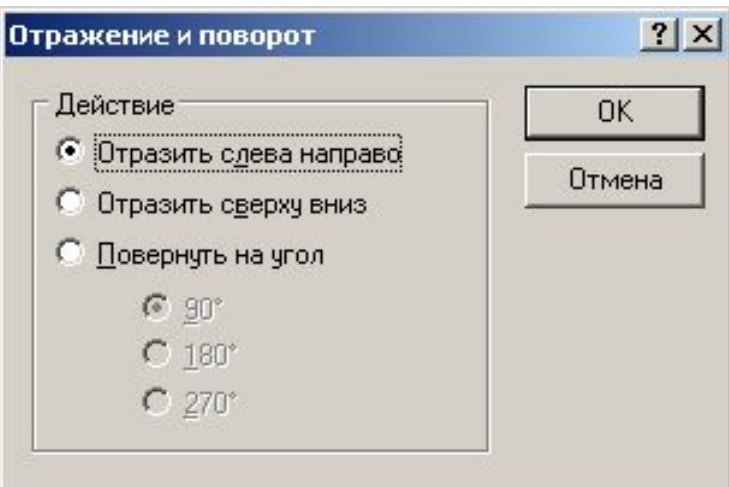 Отражение и поворот
Действие
Отразить слева направо
Отразить сверху вниз
Повернуть на угол
90°
180°
270°
OK
Отмена